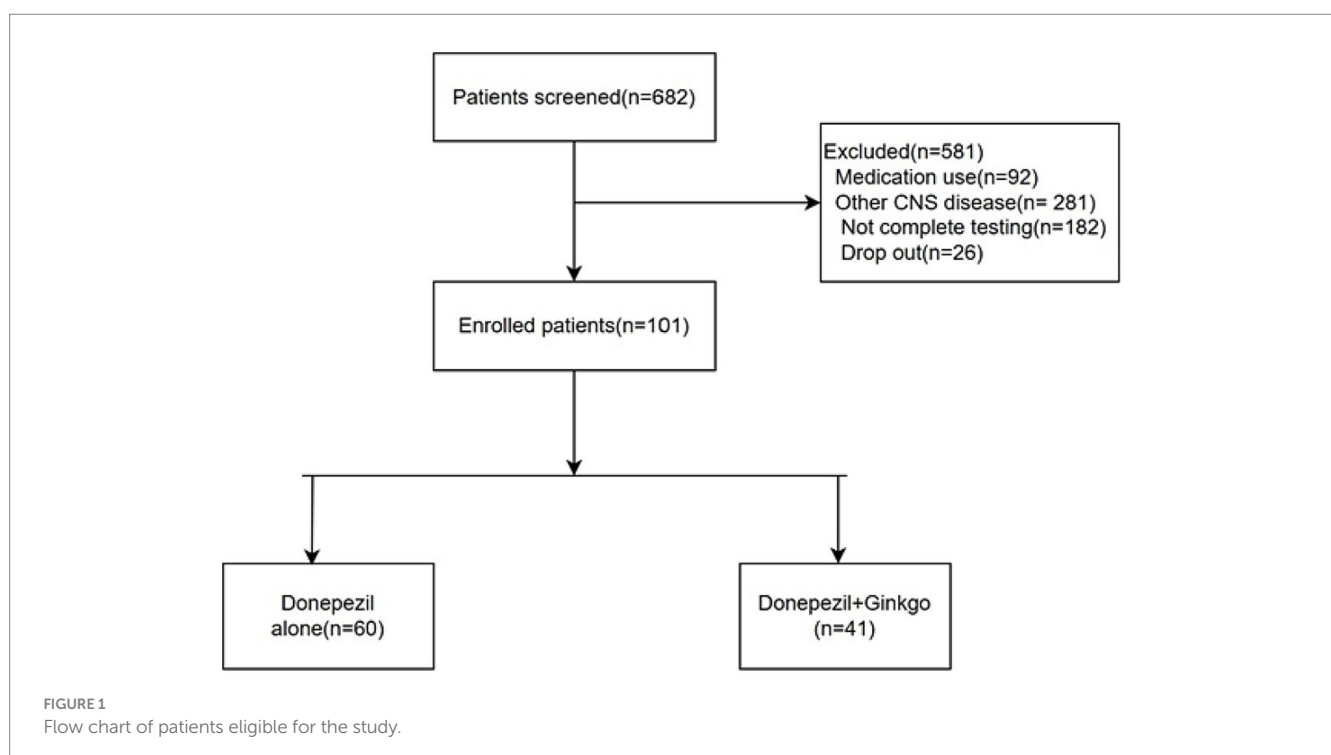 Patients screened(n=682)
Excluded(n=581)
Medication use(n=92)
Other CNS disease(n= 281)
Not complete testing(n=182)
Drop out(n=26)
Enrolled patients(n=101)
Donepezil
alone(n=60)
Donepezil+Ginkgo
(n=41)
FIGURE 1
Flow chart of patients eligible for the study.